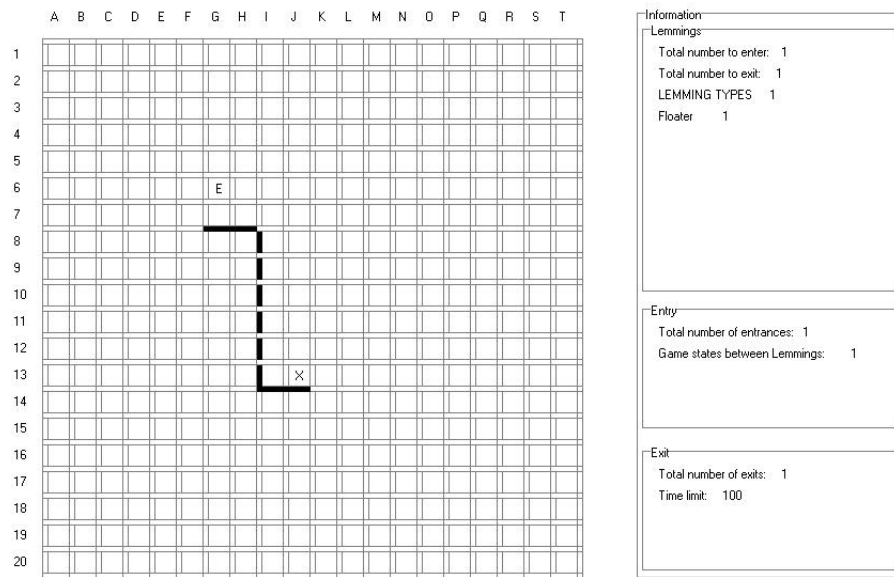 A B C D E F G H I J K L M N O P Q R S T
1
2
3
4
5
6
E
7
8
9
10
11
12
13
X
14
15
16
17
18
19
20
Information
Lemmings
Total number to enter: 1
Total number to exit: 1
LEMMING TYPES 1
Floater 1
Entry
Total number of entrances: 1
Game states between Lemmings: 1
Exit
Total number of exits: 1
Time limit: 100